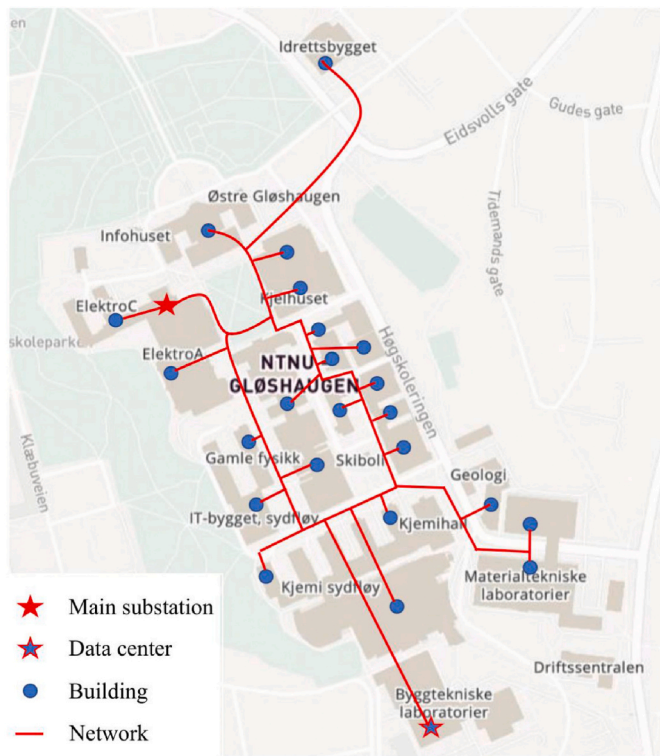 en
Idrettsbygget
Eidsvolls gate
Gudes gate
Tidemands gate
Østre Gløshaugen
Infohuset
Kjelhuset
ElektroC
skoleparke
ElektroA
NTNU
GLØSHAUGEN
Høgskoleringen
Klæbuveien
Gamle fysikk
Skiboli
Geologi
IT-bygget, sydfløy
Kjemihall
Kjemi sydfløy
Materialtekniske
laboratorier
Main substation
Data center
Building
Network
Driftssentralen
Byggtekniske
laboratorier